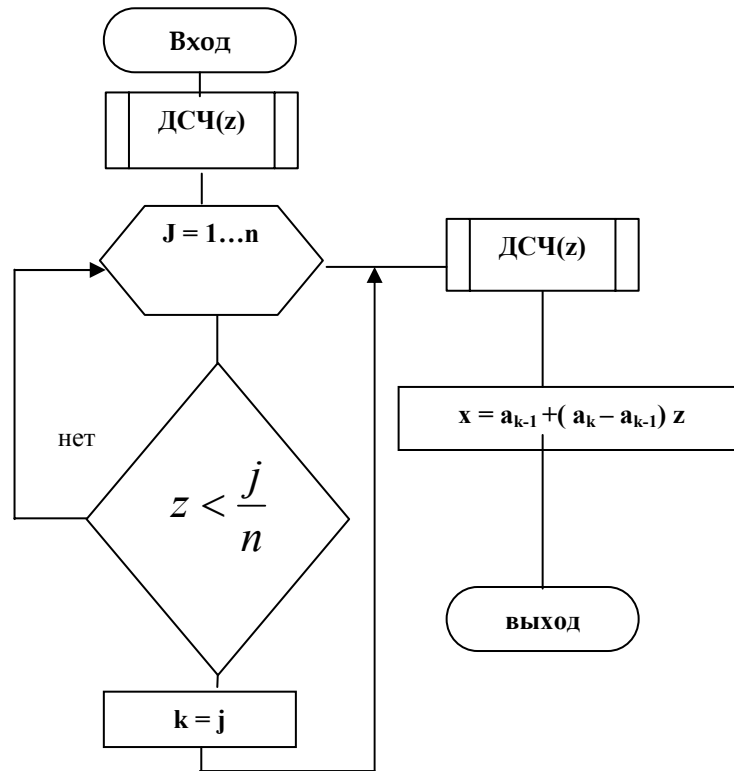 Вход
ДСЧ(z)
J = 1…n
нет
z < j/n
k = j
ДСЧ(z)
x = aₖ₋₁ +( aₖ – aₖ₋₁) z
выход